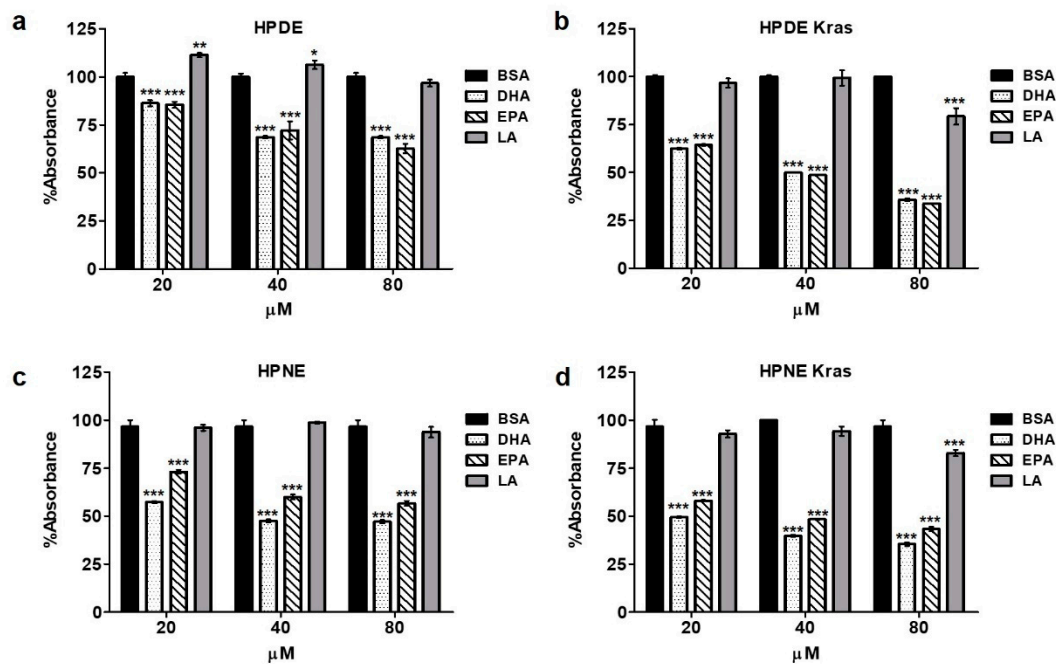 a
HPDE
%Absorbance
125
100
75
50
25
0
*** *** **
*** *** *
*** ***
20 40 80
μM
BSA
DHA
EPA
LA
b
HPDE Kras
%Absorbance
125
100
75
50
25
0
*** ***
*** ***
*** *** ***
20 40 80
μM
BSA
DHA
EPA
LA
c
HPNE
%Absorbance
125
100
75
50
25
0
*** ***
*** ***
*** ***
20 40 80
μM
BSA
DHA
EPA
LA
d
HPNE Kras
%Absorbance
125
100
75
50
25
0
*** ***
*** ***
*** *** ***
20 40 80
μM
BSA
DHA
EPA
LA